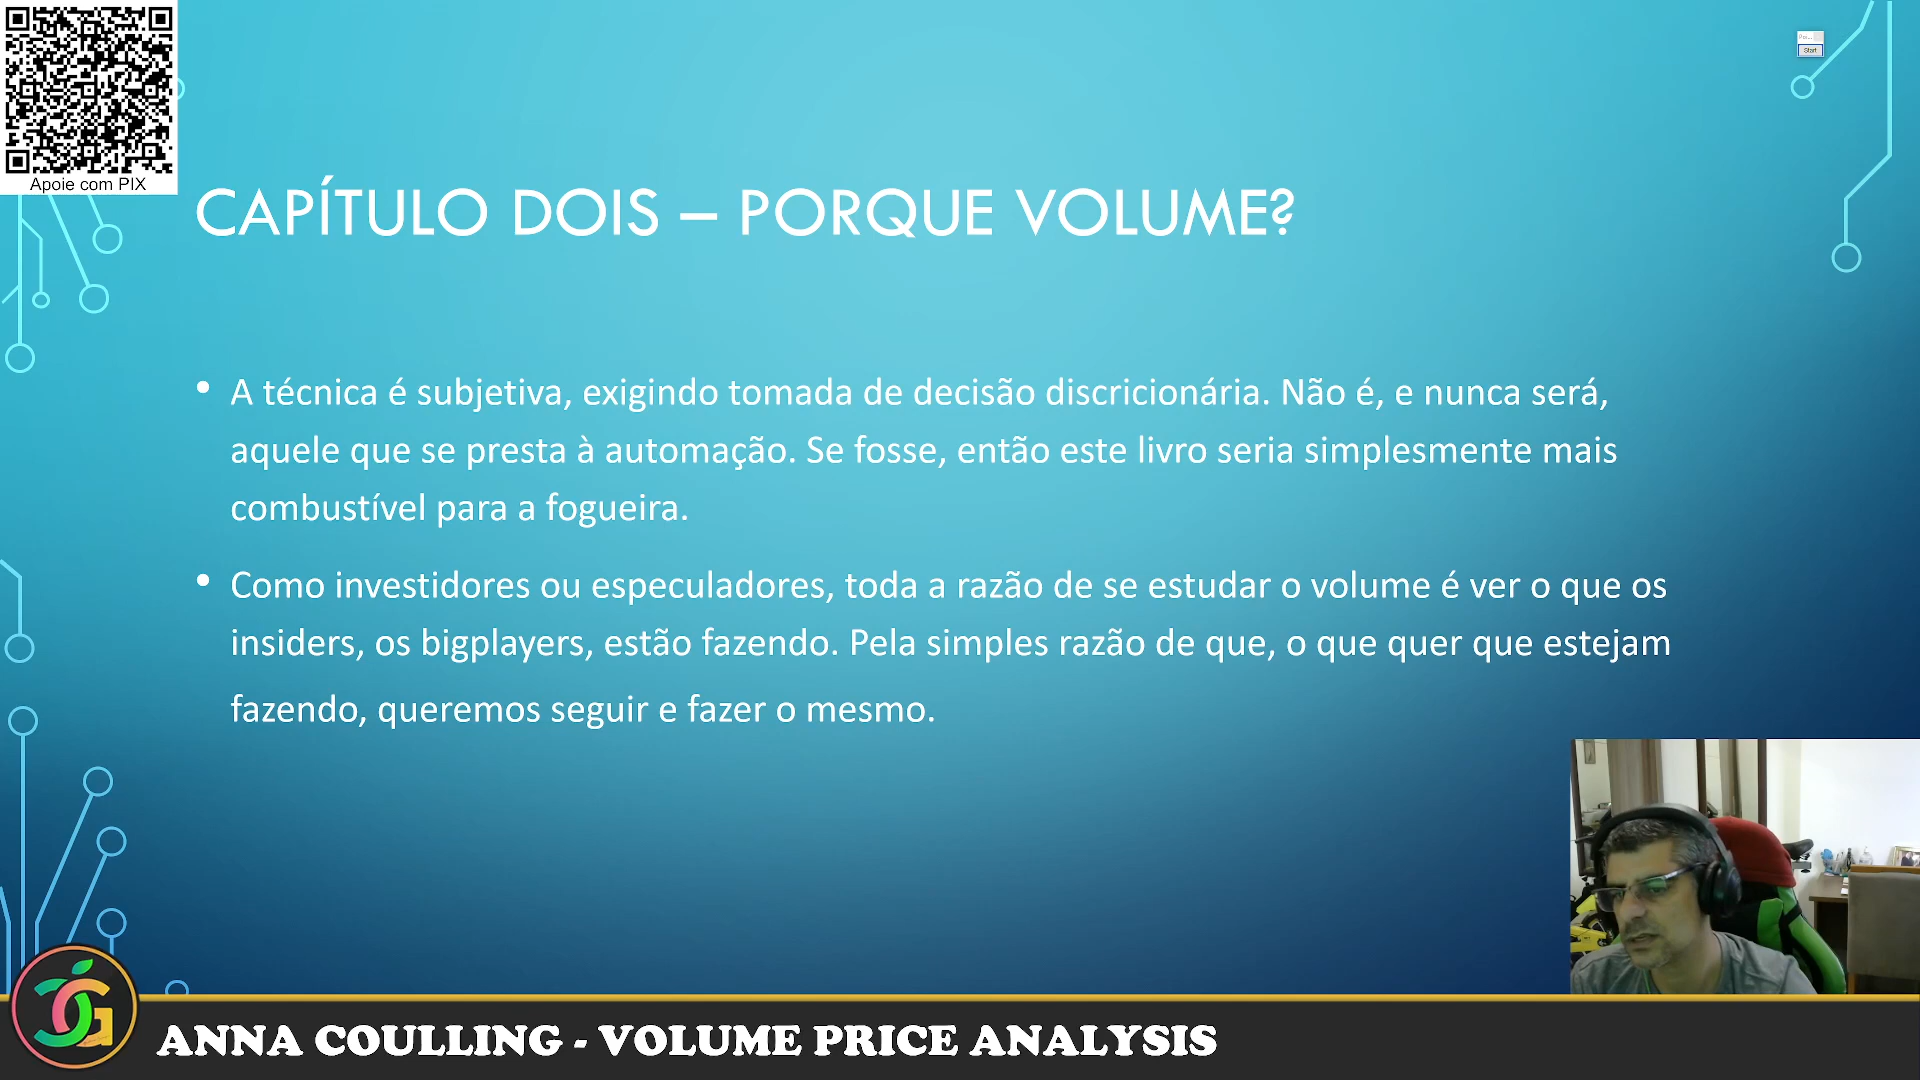 Apoie com PIX
Start
CAPÍTULO DOIS – PORQUE VOLUME?
• A técnica é subjetiva, exigindo tomada de decisão discricionária. Não é, e nunca será,
aquele que se presta à automação. Se fosse, então este livro seria simplesmente mais
combustível para a fogueira.
• Como investidores ou especuladores, toda a razão de se estudar o volume é ver o que os
insiders, os bigplayers, estão fazendo. Pela simples razão de que, o que quer que estejam
fazendo, queremos seguir e fazer o mesmo.
ANNA COULLING - VOLUME PRICE ANALYSIS